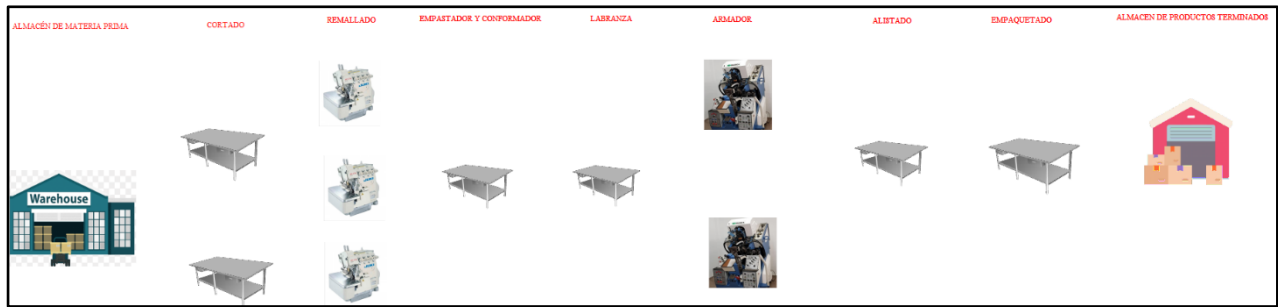 ALMACÉN DE MATERIA PRIMA
CORTADO
REMALLADO
EMPASTADOR Y CONFORMADOR
LABRANZA
ARMADOR
ALISTADO
EMPAQUETADO
ALMACEN DE PRODUCTOS TERMINADOS
Warehouse